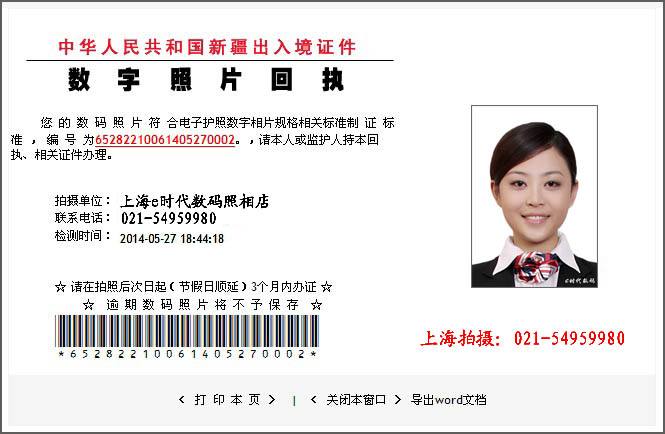 中华人民共和国新疆出入境证件
数字照片回执
您的数码照片符合电子护照数字相片规格相关标准制证标
准，编号为65282210061405270002。，请本人或监护人持本回
执、相关证件办理。
拍摄单位：上海e时代数码照相店
联系电话：021-54959980
检测时间：2014-05-27 18:44:18
☆ 请在拍照后次日起（节假日顺延）3个月内办证 ☆
☆ 逾期数码照片将不予保存 ☆
*65282210061405270002*
e时代数码
上海拍摄：021-54959980
< 打印本页 > | < 关闭本窗口 > 导出word文档